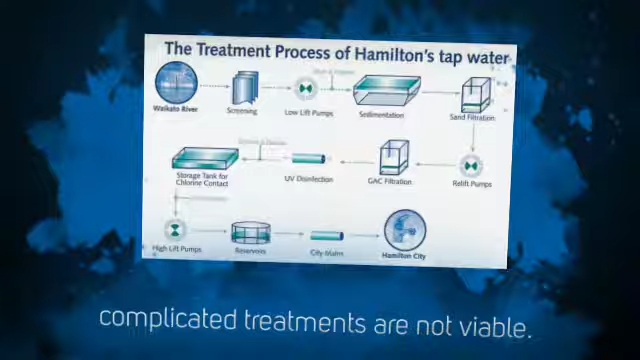 The Treatment Process of Hamilton's tap water
Waikato River
Screening
Low Lift Pumps
Sedimentation
Sand Filtration
Storage Tank for
Chlorine Contact
UV Disinfection
GAC Filtration
Relift Pumps
High Lift Pumps
Reservoirs
City Mains
Hamilton City
complicated treatments are not viable.